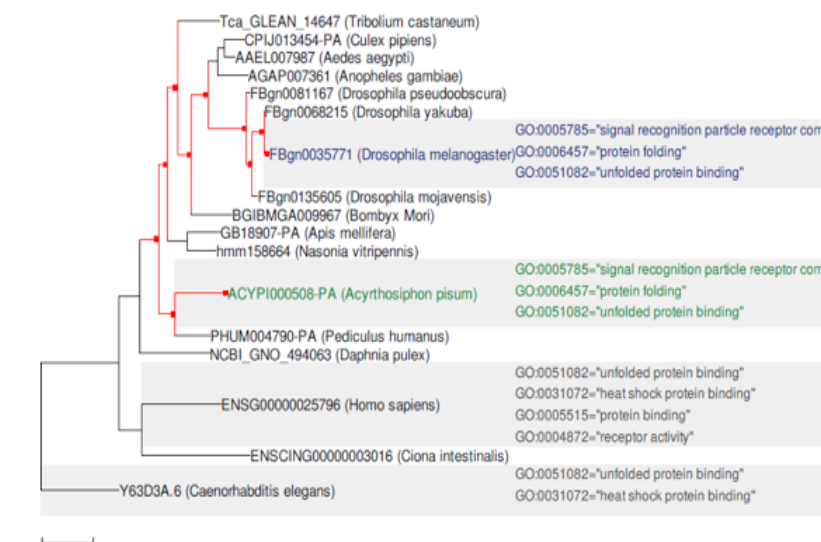 Tca_GLEAN_14647 (Tribolium castaneum)
CPIJ013454-PA (Culex pipiens)
AAEL007987 (Aedes aegypti)
AGAP007361 (Anopheles gambiae)
FBgn0081167 (Drosophila pseudoobscura)
FBgn0068215 (Drosophila yakuba)
GO:0005785="signal recognition particle receptor com
FBgn0035771 (Drosophila melanogaster) GO:0006457="protein folding"
GO:0051082="unfolded protein binding"
FBgn0135605 (Drosophila mojavensis)
BGIBMGA009967 (Bombyx Mori)
GB18907-PA (Apis mellifera)
hmm158664 (Nasonia vitripennis)
GO:0005785="signal recognition particle receptor com
ACYPI000508-PA (Acyrthosiphon pisum) GO:0006457="protein folding"
GO:0051082="unfolded protein binding"
PHUM004790-PA (Pediculus humanus)
NCBI_GNO_494063 (Daphnia pulex)
GO:0051082="unfolded protein binding"
GO:0031072="heat shock protein binding"
ENSG00000025796 (Homo sapiens)
GO:0005515="protein binding"
GO:0004872="receptor activity"
ENSCING00000003016 (Ciona intestinalis)
GO:0051082="unfolded protein binding"
Y63D3A.6 (Caenorhabditis elegans)
GO:0031072="heat shock protein binding"